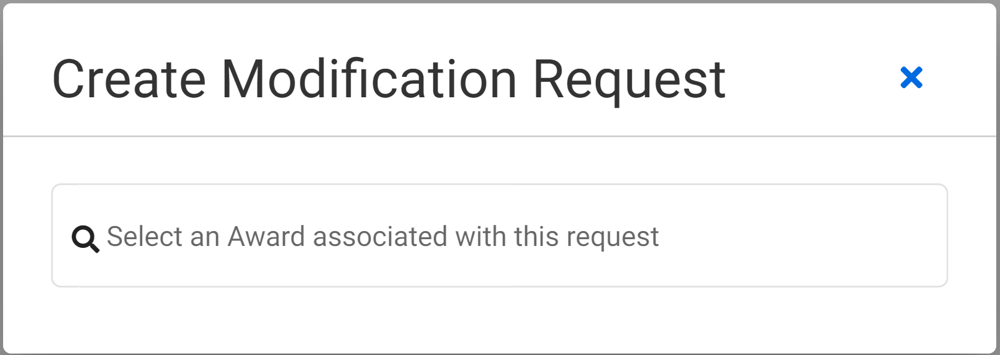 Create Modification Request
Select an Award associated with this request